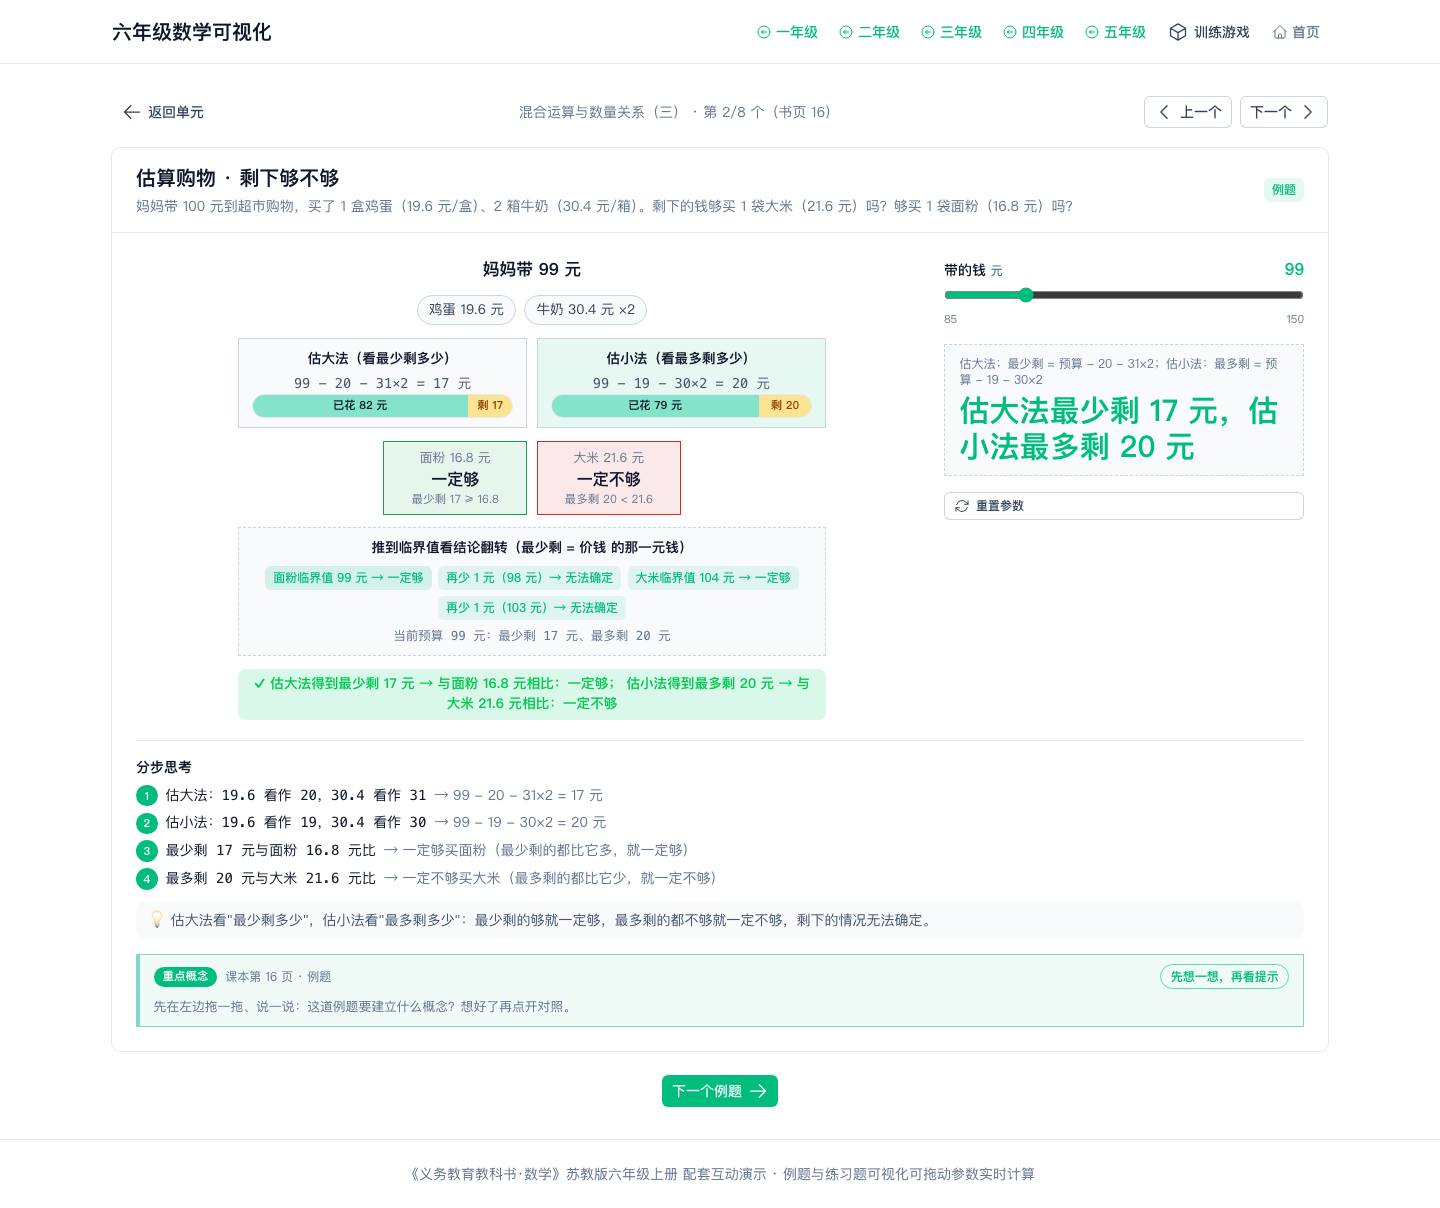 六年级数学可视化
一年级 二年级 三年级 四年级 五年级 训练游戏 首页
返回单元
混合运算与数量关系（三） · 第 2/8 个（书页 16）
上一个 下一个
估算购物 · 剩下够不够
妈妈带 100 元到超市购物，买了 1 盒鸡蛋（19.6 元/盒）、2 箱牛奶（30.4 元/箱）。剩下的钱够买 1 袋大米（21.6 元）吗？够买 1 袋面粉（16.8 元）吗？
例题
妈妈带 99 元
鸡蛋 19.6 元 牛奶 30.4 元 ×2
估大法（看最少剩多少）
99 − 20 − 31×2 = 17 元
已花 82 元 剩 17
估小法（看最多剩多少）
99 − 19 − 30×2 = 20 元
已花 79 元 剩 20
面粉 16.8 元
一定够
最少剩 17 ≥ 16.8
大米 21.6 元
一定不够
最多剩 20 < 21.6
推到临界值看结论翻转（最少剩 = 价钱 的那一元钱）
面粉临界值 99 元 → 一定够 再少 1 元（98 元）→ 无法确定 大米临界值 104 元 → 一定够
再少 1 元（103 元）→ 无法确定
当前预算 99 元：最少剩 17 元、最多剩 20 元
✓ 估大法得到最少剩 17 元 → 与面粉 16.8 元相比：一定够； 估小法得到最多剩 20 元 → 与
大米 21.6 元相比：一定不够
带的钱 元 99
85 150
估大法：最少剩 = 预算 − 20 − 31×2；估小法：最多剩 = 预
算 − 19 − 30×2
估大法最少剩 17 元，估
小法最多剩 20 元
重置参数
分步思考
1 估大法：19.6 看作 20，30.4 看作 31 → 99 − 20 − 31×2 = 17 元
2 估小法：19.6 看作 19，30.4 看作 30 → 99 − 19 − 30×2 = 20 元
3 最少剩 17 元与面粉 16.8 元比 → 一定够买面粉（最少剩的都比它多，就一定够）
4 最多剩 20 元与大米 21.6 元比 → 一定不够买大米（最多剩的都比它少，就一定不够）
💡 估大法看"最少剩多少"，估小法看"最多剩多少"：最少剩的够就一定够，最多剩的都不够就一定不够，剩下的情况无法确定。
重点概念 课本第 16 页 · 例题
先想一想，再看提示
先在左边拖一拖、说一说：这道例题要建立什么概念？想好了再点开对照。
下一个例题
《义务教育教科书·数学》苏教版六年级上册 配套互动演示 · 例题与练习题可视化可拖动参数实时计算